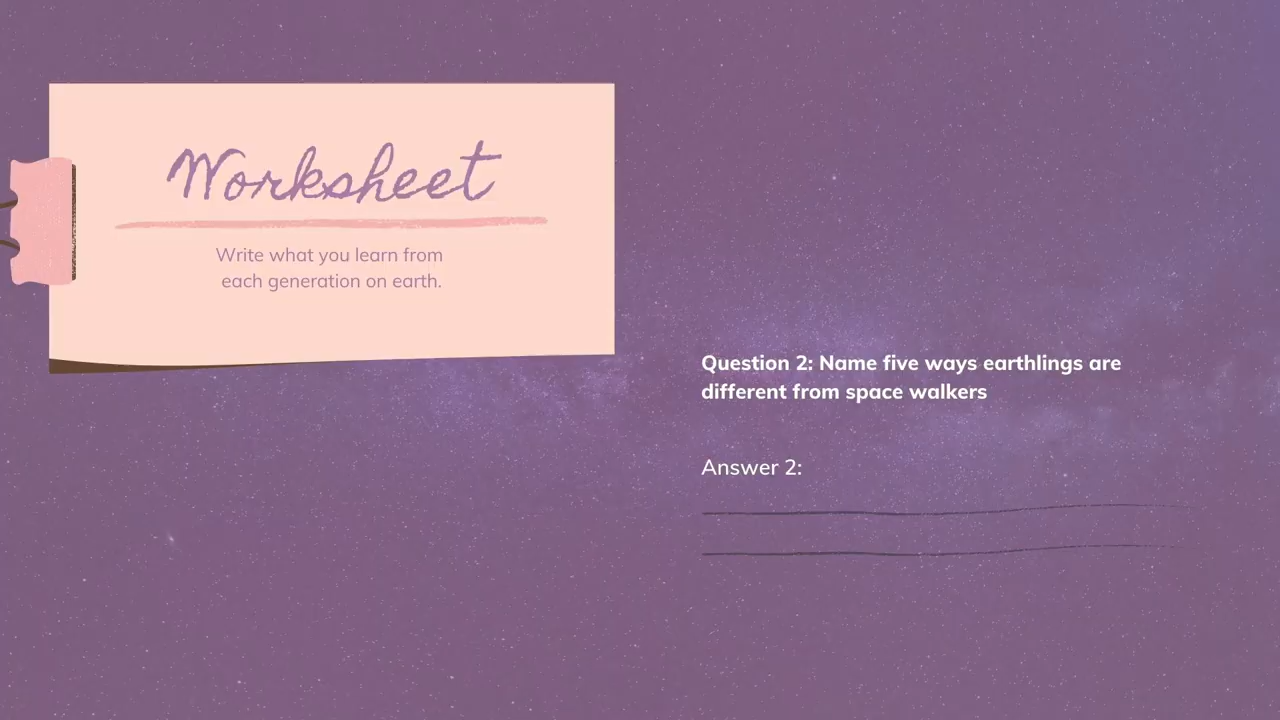 Worksheet
Write what you learn from
each generation on earth.
Question 2: Name five ways earthlings are
different from space walkers
Answer 2: